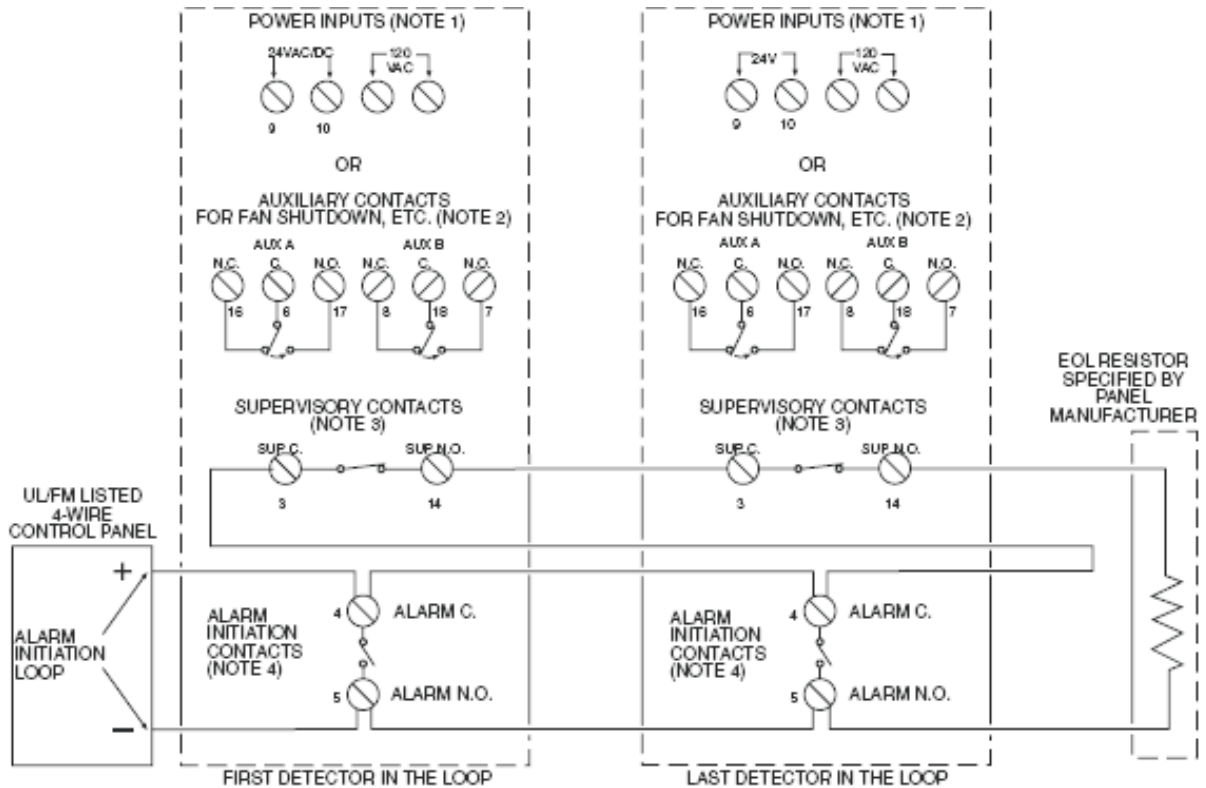 POWER INPUTS (NOTE 1)
24VAC/DC
120
VAC
9
10
OR
AUXILIARY CONTACTS
FOR FAN SHUTDOWN, ETC. (NOTE 2)
AUX A
AUX B
N.C.
C.
N.O.
N.C.
C.
N.O.
16
6
17
8
18
7
SUPERVISORY CONTACTS
(NOTE 3)
SUP.C.
SUP.N.O.
3
14
POWER INPUTS (NOTE 1)
24V
120
VAC
9
10
OR
AUXILIARY CONTACTS
FOR FAN SHUTDOWN, ETC. (NOTE 2)
AUX A
AUX B
N.C.
C.
N.O.
N.C.
C.
N.O.
16
6
17
8
18
7
SUPERVISORY CONTACTS
(NOTE 3)
SUP.C.
SUP.N.O.
3
14
EOL RESISTOR
SPECIFIED BY
PANEL
MANUFACTURER
UL/FM LISTED
4-WIRE
CONTROL PANEL
+
ALARM
INITIATION
LOOP
–
ALARM
INITIATION
CONTACTS
(NOTE 4)
4
ALARM C.
5
ALARM N.O.
FIRST DETECTOR IN THE LOOP
ALARM
INITIATION
CONTACTS
(NOTE 4)
4
ALARM C.
5
ALARM N.O.
LAST DETECTOR IN THE LOOP